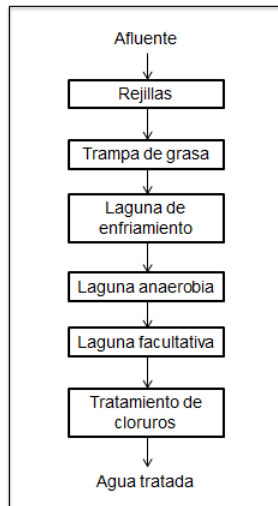 Afluente
Rejillas
Trampa de grasa
Laguna de
enfriamiento
Laguna anaerobia
Laguna facultativa
Tratamiento de
cloruros
Agua tratada